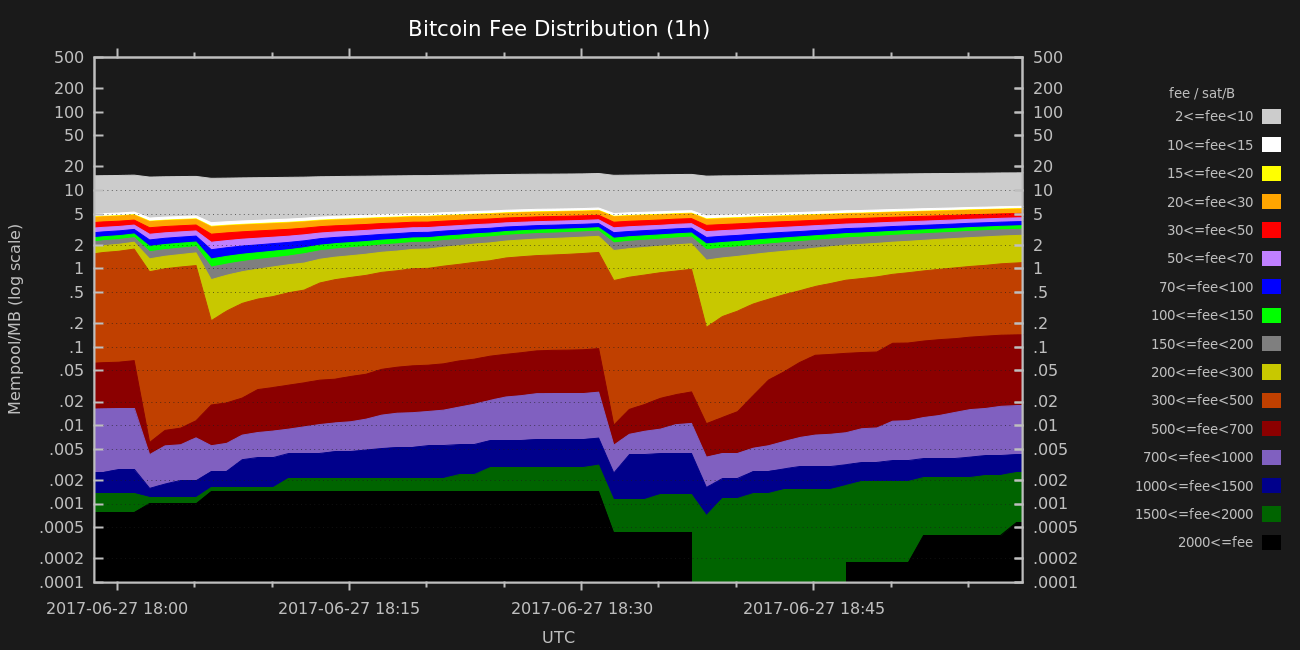 Bitcoin Fee Distribution (1h)
Mempool/MB (log scale)
500
200
100
50
20
10
5
2
1
.5
.2
.1
.05
.02
.01
.005
.002
.001
.0005
.0002
.0001
500
200
100
50
20
10
5
2
1
.5
.2
.1
.05
.02
.01
.005
.002
.001
.0005
.0002
.0001
2017-06-27 18:00 2017-06-27 18:15 2017-06-27 18:30 2017-06-27 18:45
UTC
fee / sat/B
2<=fee<10
10<=fee<15
15<=fee<20
20<=fee<30
30<=fee<50
50<=fee<70
70<=fee<100
100<=fee<150
150<=fee<200
200<=fee<300
300<=fee<500
500<=fee<700
700<=fee<1000
1000<=fee<1500
1500<=fee<2000
2000<=fee